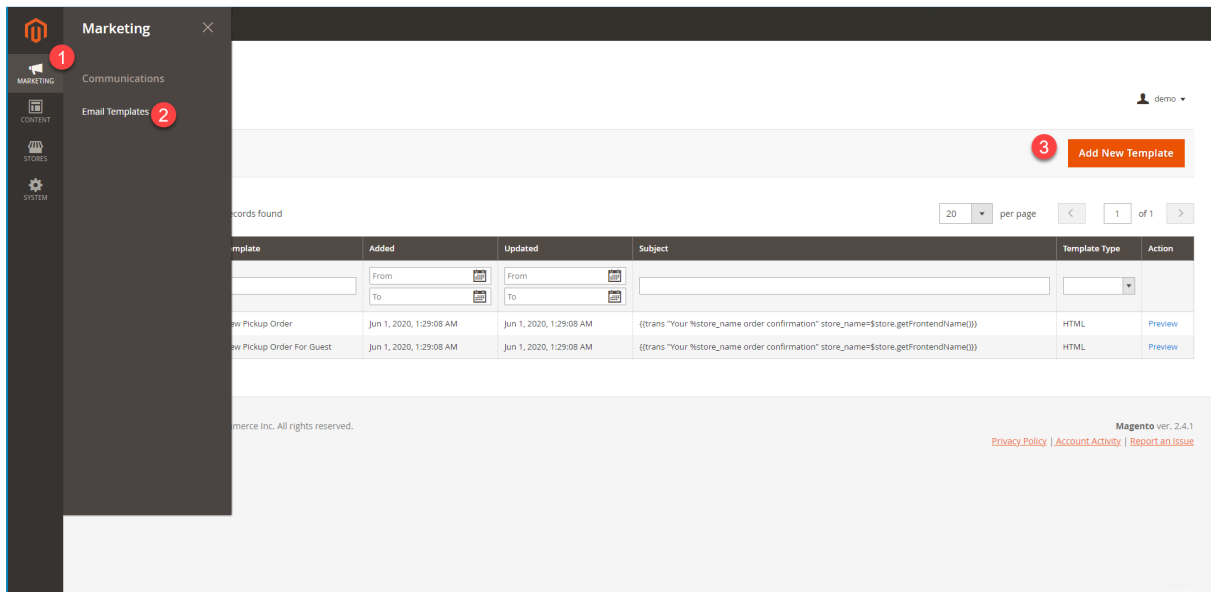 Marketing
1
MARKETING
Communications
Email Templates 2
CONTENT
STORES
SYSTEM
demo
3 Add New Template
ecords found
20 per page 1 of 1
emplate Added Updated Subject Template Type Action
From From
To To
ew Pickup Order Jun 1, 2020, 1:29:08 AM Jun 1, 2020, 1:29:08 AM {{trans "Your %store_name order confirmation" store_name=$store.getFrontendName()}} HTML Preview
ew Pickup Order For Guest Jun 1, 2020, 1:29:08 AM Jun 1, 2020, 1:29:08 AM {{trans "Your %store_name order confirmation" store_name=$store.getFrontendName()}} HTML Preview
merce Inc. All rights reserved. Magento ver. 2.4.1
Privacy Policy | Account Activity | Report an Issue